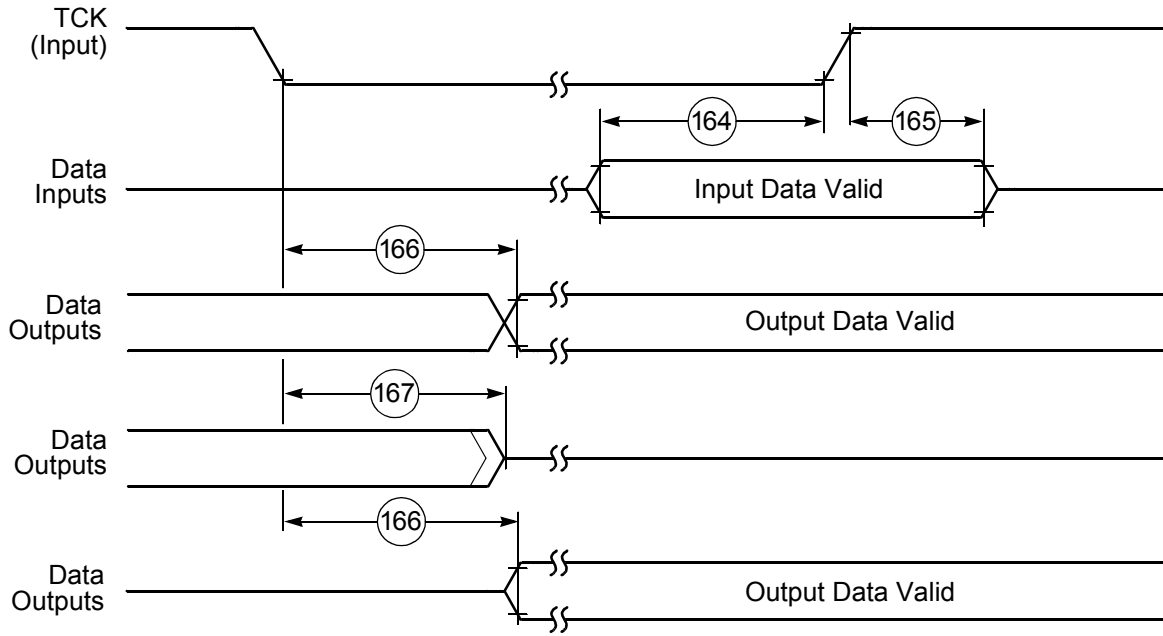 TCK
(Input)
164
165
Data
Inputs
Input Data Valid
166
Data
Outputs
Output Data Valid
167
Data
Outputs
166
Data
Outputs
Output Data Valid